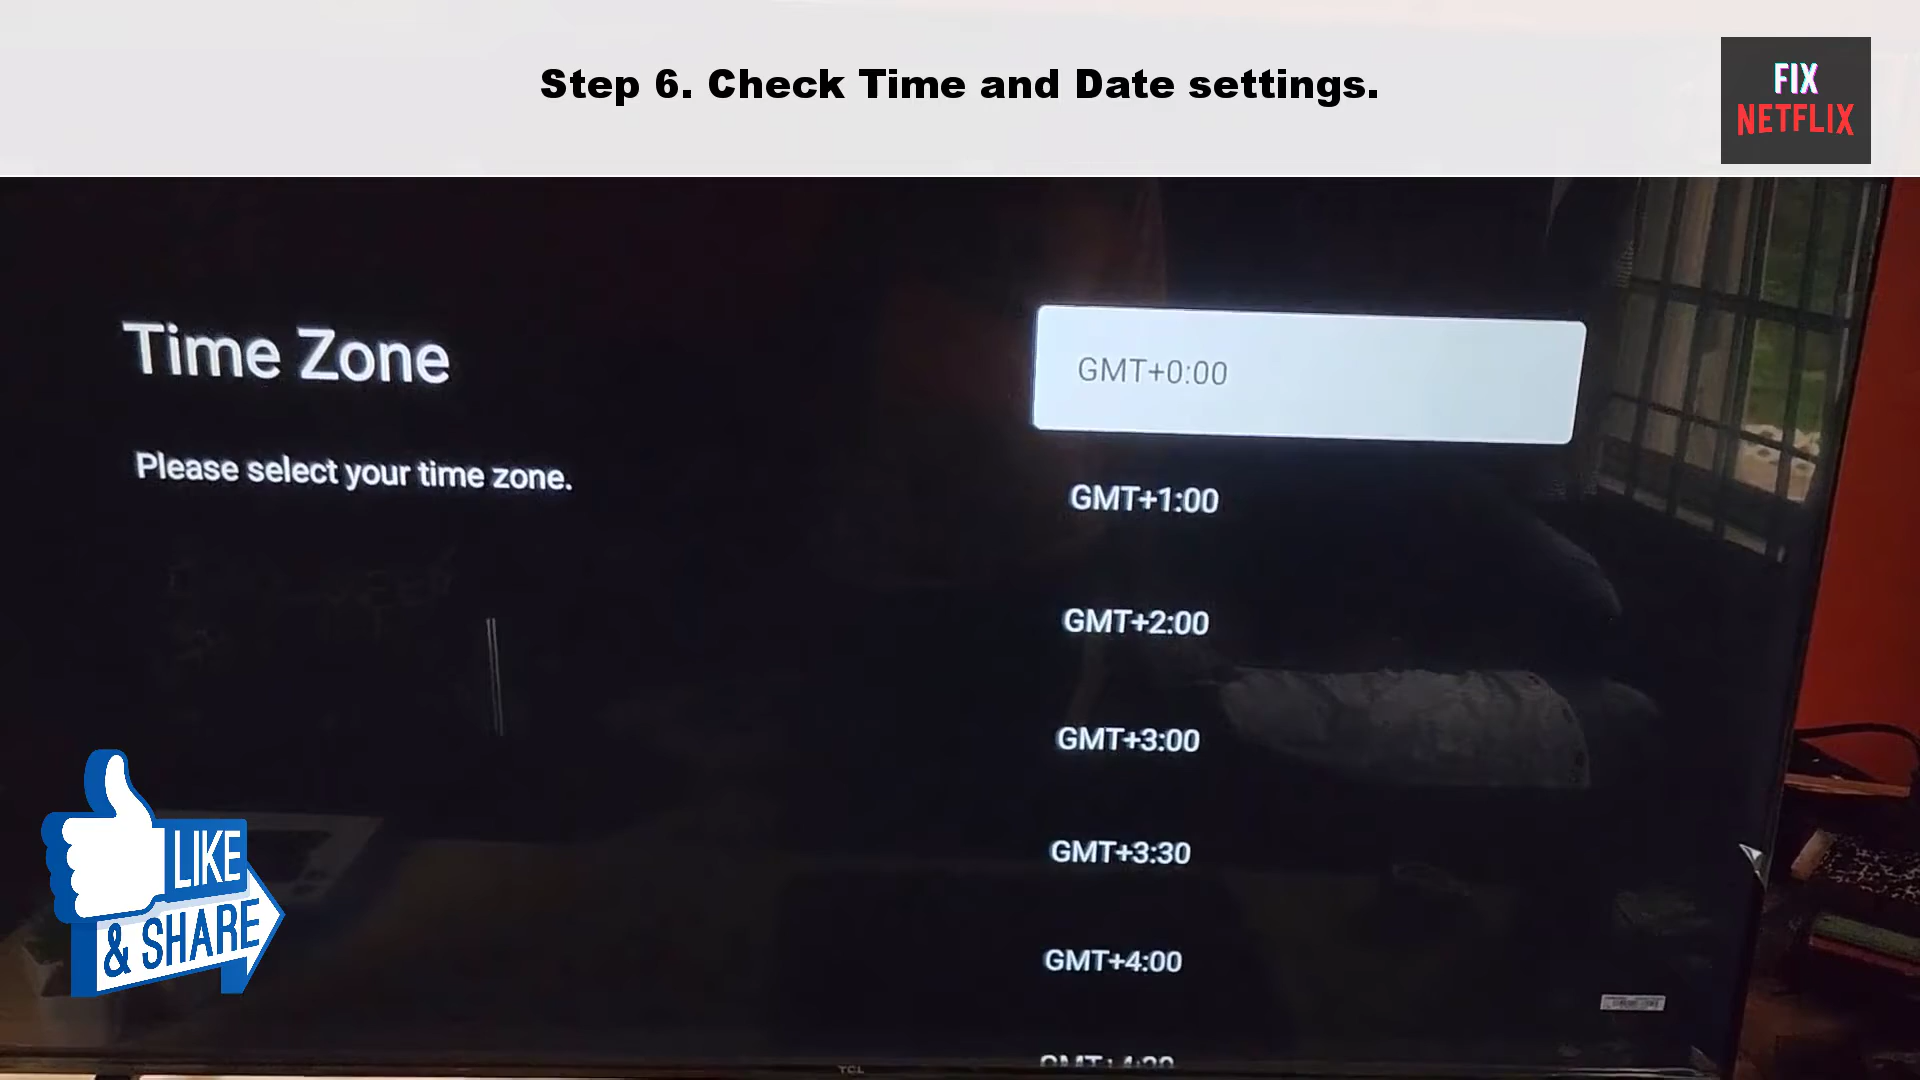 Step 6. Check Time and Date settings.
FIX
NETFLIX
Time Zone
Please select your time zone.
GMT+0:00
GMT+1:00
GMT+2:00
GMT+3:00
GMT+3:30
GMT+4:00
LIKE
& SHARE
TCL